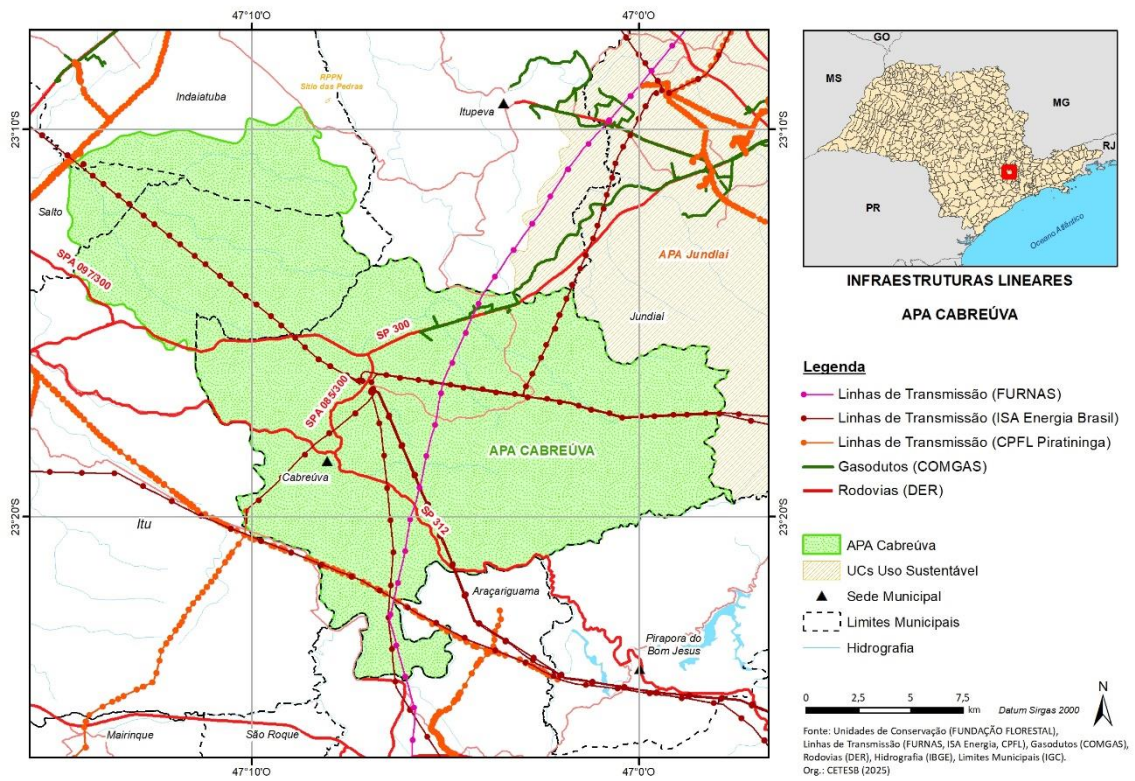 47°10'O
47°0'O
23°10'S
23°10'S
23°20'S
23°20'S
47°10'O
47°0'O
RPPN
Sítio das Pedras
Indaiatuba
Itupeva
Salto
SPA 097/300
APA Jundiaí
Jundiaí
SP 300
SPA 085/300
APA CABREÚVA
Cabreúva
SP 312
Itu
Araçariguama
Pirapora do
Bom Jesus
Mairinque
São Roque
GO
MS
MG
RJ
PR
Oceano Atlântico
INFRAESTRUTURAS LINEARES
APA CABREÚVA
Legenda
Linhas de Transmissão (FURNAS)
Linhas de Transmissão (ISA Energia Brasil)
Linhas de Transmissão (CPFL Piratininga)
Gasodutos (COMGAS)
Rodovias (DER)
APA Cabreúva
UCs Uso Sustentável
Sede Municipal
Limites Municipais
Hidrografia
0 2,5 5 7,5
km
Datum Sirgas 2000
N
Fonte: Unidades de Conservação (FUNDAÇÃO FLORESTAL),
Linhas de Transmissão (FURNAS, ISA Energia, CPFL), Gasodutos (COMGAS),
Rodovias (DER), Hidrografia (IBGE), Limites Municipais (IGC).
Org.: CETESB (2025)